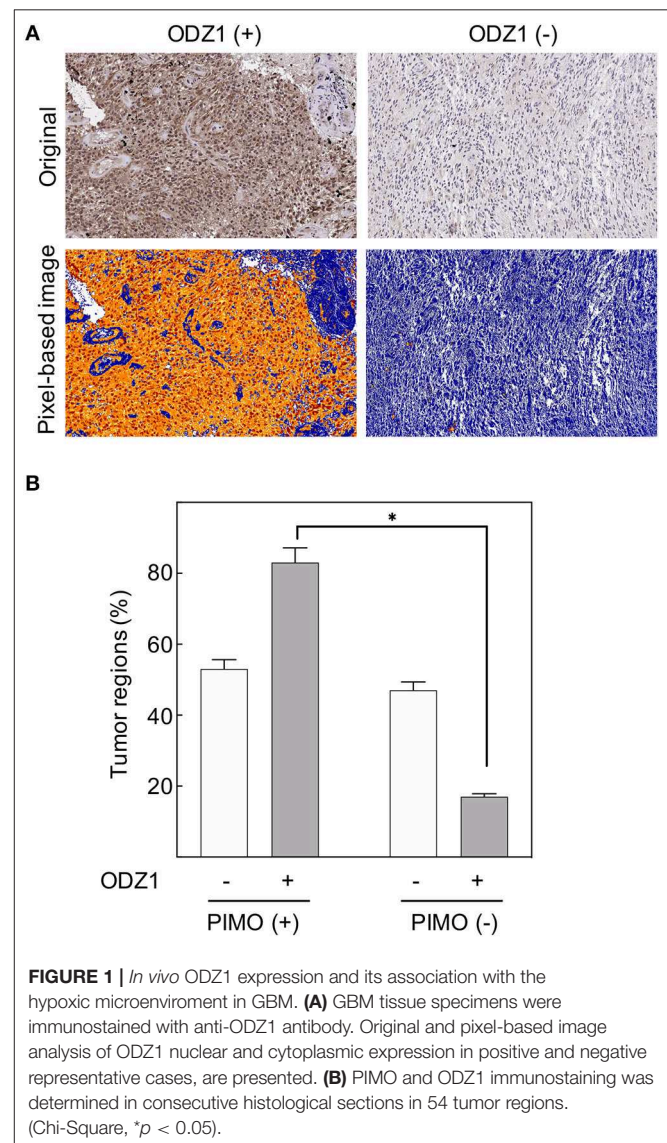 A
ODZ1 (+)
ODZ1 (-)
Original
Pixel-based image
B
*
Tumor regions (%)
80
60
40
20
ODZ1
- + - +
PIMO (+)
PIMO (-)
FIGURE 1 | In vivo ODZ1 expression and its association with the
hypoxic microenviroment in GBM. (A) GBM tissue specimens were
immunostained with anti-ODZ1 antibody. Original and pixel-based image
analysis of ODZ1 nuclear and cytoplasmic expression in positive and negative
representative cases, are presented. (B) PIMO and ODZ1 immunostaining was
determined in consecutive histological sections in 54 tumor regions.
(Chi-Square, *p < 0.05).